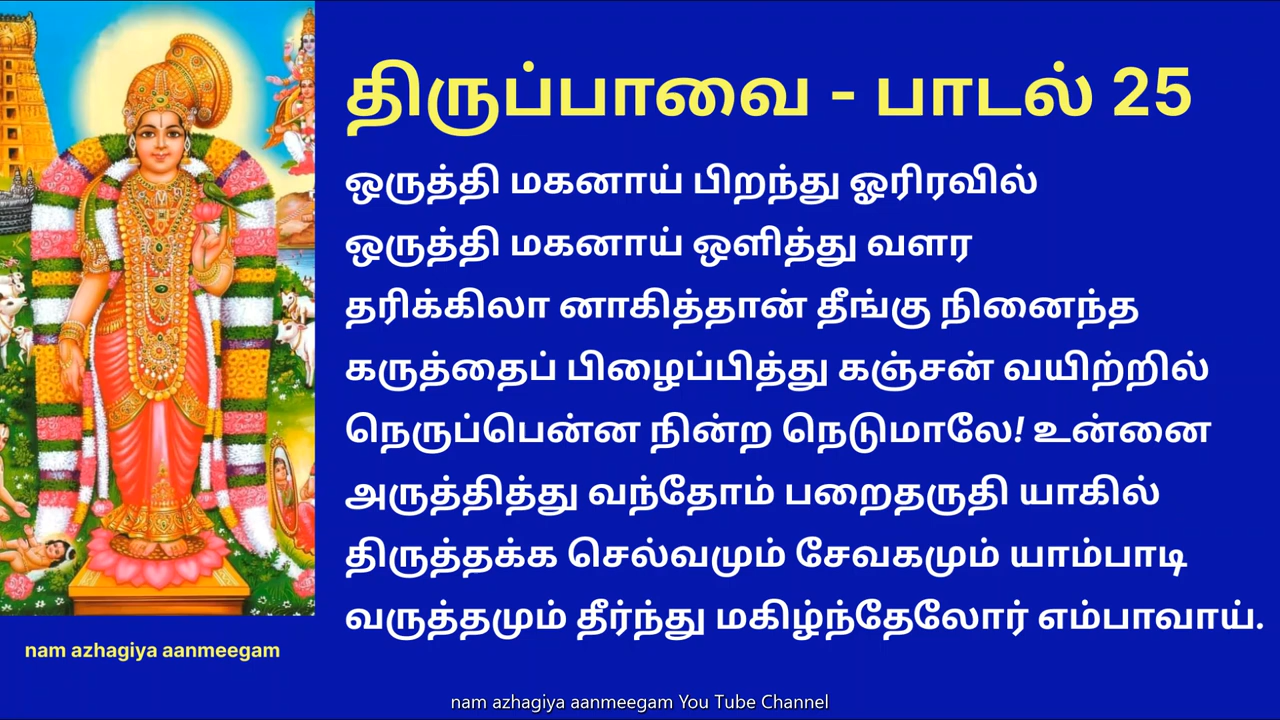 திருப்பாவை - பாடல் 25
ஒருத்தி மகனாய் பிறந்து ஓரிரவில்
ஒருத்தி மகனாய் ஒளித்து வளர
தரிக்கிலா னாகித்தான் தீங்கு நினைந்த
கருத்தைப் பிழைப்பித்து கஞ்சன் வயிற்றில்
நெருப்பென்ன நின்ற நெடுமாலே! உன்னை
அருத்தித்து வந்தோம் பறைதருதி யாகில்
திருத்தக்க செல்வமும் சேவகமும் யாம்பாடி
வருத்தமும் தீர்ந்து மகிழ்ந்தேலோர் எம்பாவாய்.
nam azhagiya aanmeegam
nam azhagiya aanmeegam You Tube Channel